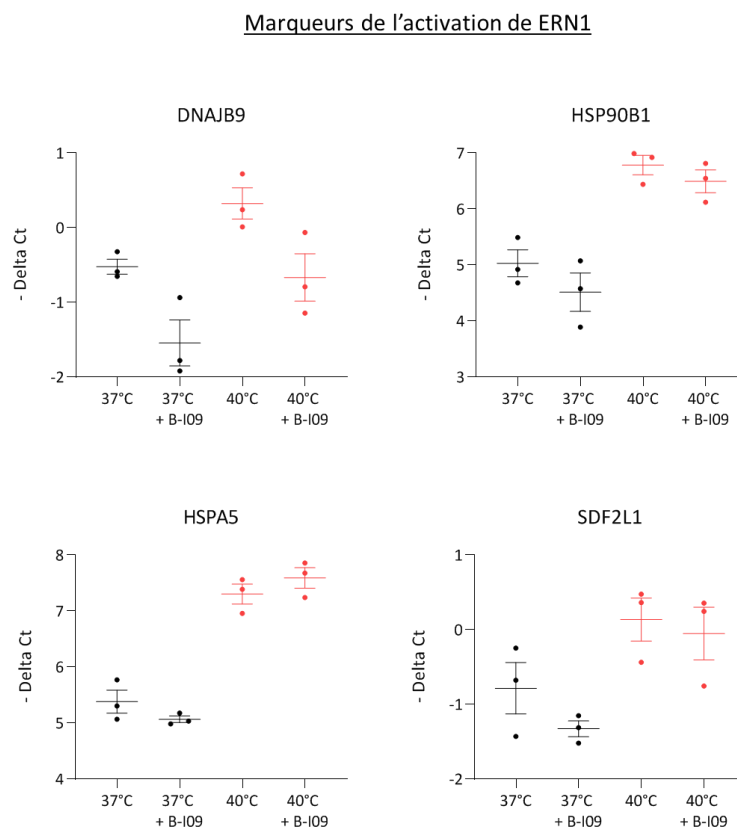 Marqueurs de l'activation de ERN1
DNAJB9
- Delta Ct
1
0
-1
-2
37°C
37°C
+ B-I09
40°C
40°C
+ B-I09
HSP90B1
- Delta Ct
7
6
5
4
3
37°C
37°C
+ B-I09
40°C
40°C
+ B-I09
HSPA5
- Delta Ct
8
7
6
5
4
37°C
37°C
+ B-I09
40°C
40°C
+ B-I09
SDF2L1
- Delta Ct
1
0
-1
-2
37°C
37°C
+ B-I09
40°C
40°C
+ B-I09